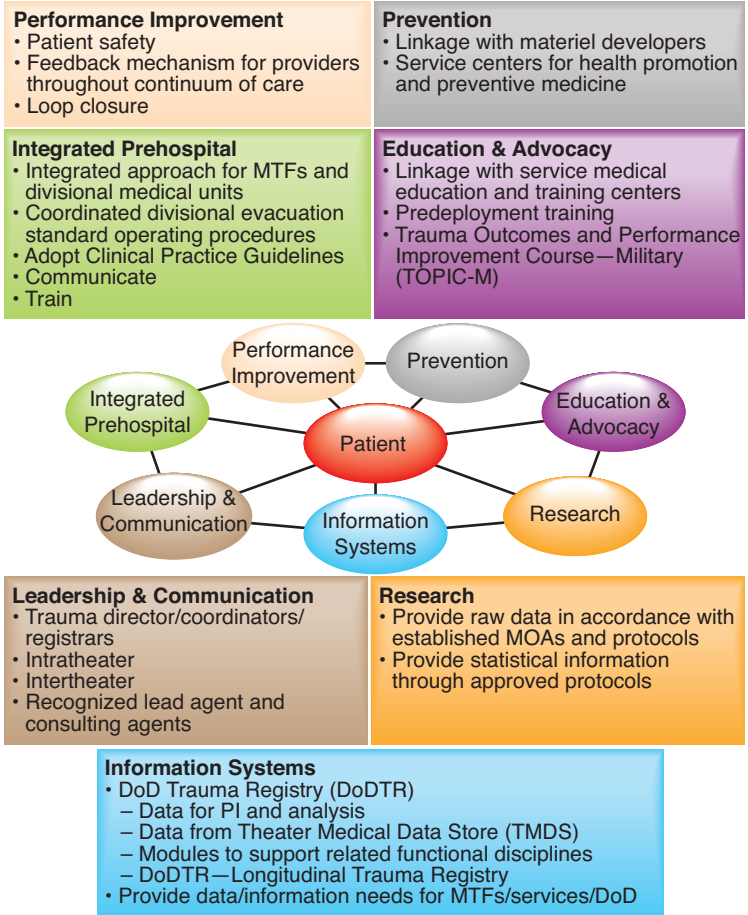 Performance Improvement
• Patient safety
• Feedback mechanism for providers
throughout continuum of care
• Loop closure
Prevention
• Linkage with materiel developers
• Service centers for health promotion
and preventive medicine
Integrated Prehospital
• Integrated approach for MTFs and
divisional medical units
• Coordinated divisional evacuation
standard operating procedures
• Adopt Clinical Practice Guidelines
• Communicate
• Train
Education & Advocacy
• Linkage with service medical
education and training centers
• Predeployment training
• Trauma Outcomes and Performance
Improvement Course—Military
(TOPIC-M)
Performance
Improvement
Prevention
Integrated
Prehospital
Education &
Advocacy
Patient
Leadership &
Communication
Information
Systems
Research
Leadership & Communication
• Trauma director/coordinators/
registrars
• Intratheater
• Intertheater
• Recognized lead agent and
consulting agents
Research
• Provide raw data in accordance with
established MOAs and protocols
• Provide statistical information
through approved protocols
Information Systems
• DoD Trauma Registry (DoDTR)
– Data for PI and analysis
– Data from Theater Medical Data Store (TMDS)
– Modules to support related functional disciplines
– DoDTR—Longitudinal Trauma Registry
• Provide data/information needs for MTFs/services/DoD